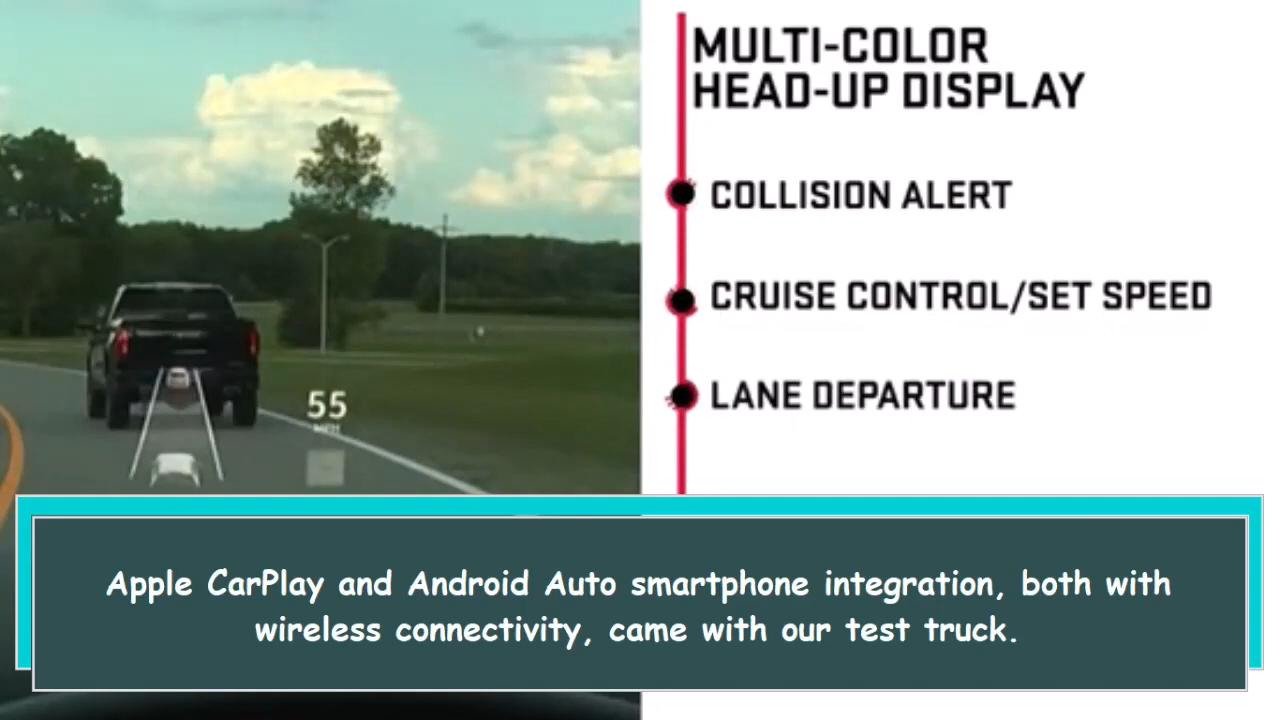 MULTI-COLOR
HEAD-UP DISPLAY
COLLISION ALERT
CRUISE CONTROL/SET SPEED
LANE DEPARTURE
55
MPH
Apple CarPlay and Android Auto smartphone integration, both with
wireless connectivity, came with our test truck.